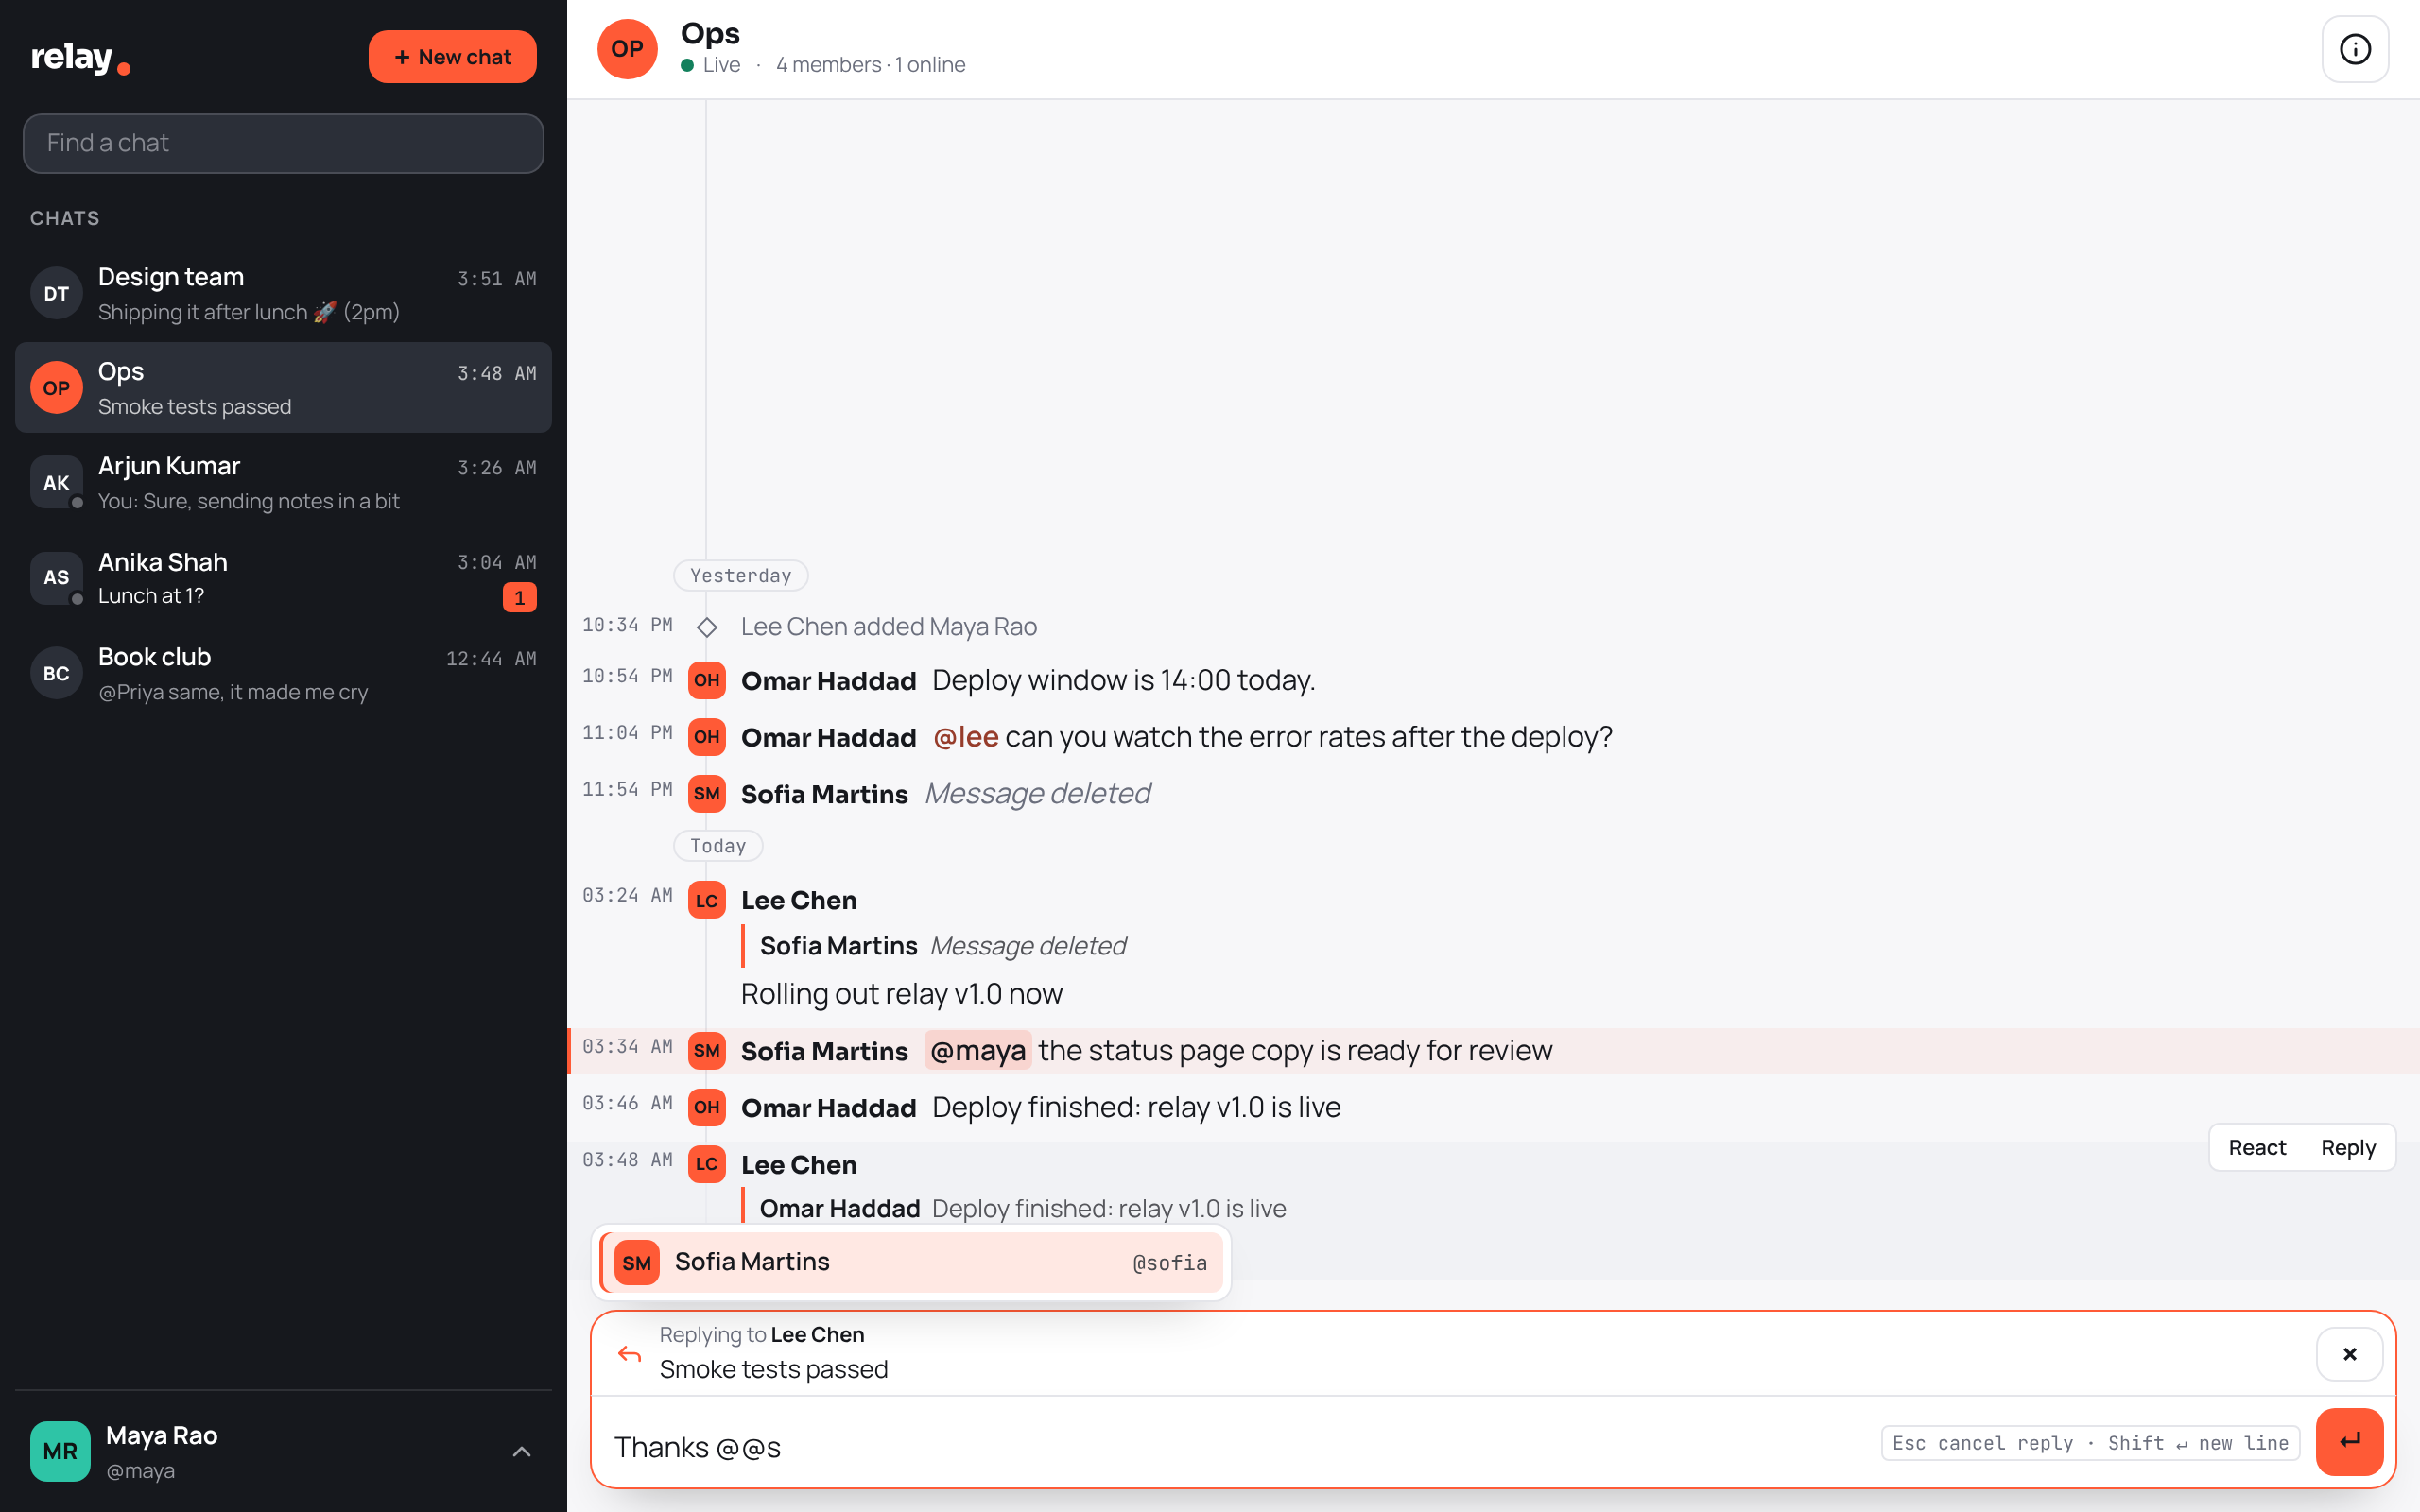 relay.
+ New chat
Find a chat
CHATS
DT
Design team
3:51 AM
Shipping it after lunch 🚀 (2pm)
OP
Ops
3:48 AM
Smoke tests passed
AK
Arjun Kumar
3:26 AM
You: Sure, sending notes in a bit
AS
Anika Shah
3:04 AM
Lunch at 1?
1
BC
Book club
12:44 AM
@Priya same, it made me cry
MR
Maya Rao
@maya
OP
Ops
Live · 4 members · 1 online
Yesterday
10:34 PM
Lee Chen added Maya Rao
10:54 PM
OH
Omar Haddad Deploy window is 14:00 today.
11:04 PM
OH
Omar Haddad @lee can you watch the error rates after the deploy?
11:54 PM
SM
Sofia Martins Message deleted
Today
03:24 AM
LC
Lee Chen
Sofia Martins Message deleted
Rolling out relay v1.0 now
03:34 AM
SM
Sofia Martins @maya the status page copy is ready for review
03:46 AM
OH
Omar Haddad Deploy finished: relay v1.0 is live
React Reply
03:48 AM
LC
Lee Chen
Omar Haddad Deploy finished: relay v1.0 is live
SM
Sofia Martins
@sofia
Replying to Lee Chen
Smoke tests passed
×
Thanks @@s
Esc cancel reply · Shift ↵ new line